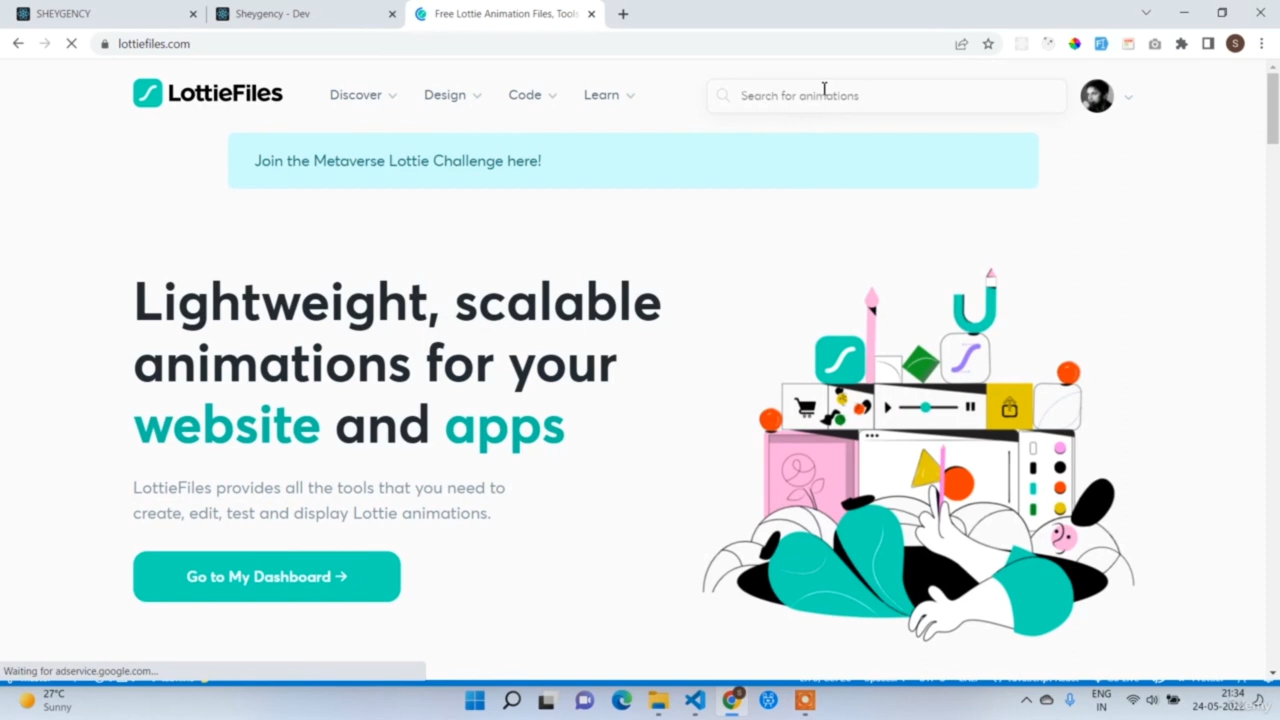 SHEYGENCY
Sheygency - Dev
Free Lottie Animation Files, Tools
lottiefiles.com
S
LottieFiles
Discover
Design
Code
Learn
Search for animations
Join the Metaverse Lottie Challenge here!
Lightweight, scalable
animations for your
website and apps
LottieFiles provides all the tools that you need to
create, edit, test and display Lottie animations.
Go to My Dashboard →
Waiting for adservice.google.com...
27°C
Sunny
ENG
IN
21:34